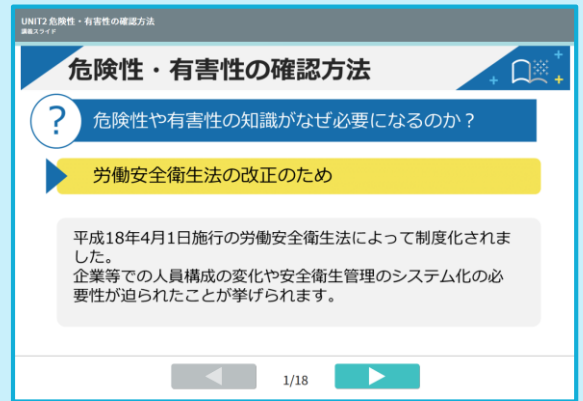 UNIT2 危険性・有害性の確認方法
講義スライド
危険性・有害性の確認方法
?
危険性や有害性の知識がなぜ必要になるのか？
労働安全衛生法の改正のため
平成18年4月1日施行の労働安全衛生法によって制度化されま
した。
企業等での人員構成の変化や安全衛生管理のシステム化の必
要性が迫られたことが挙げられます。
1/18